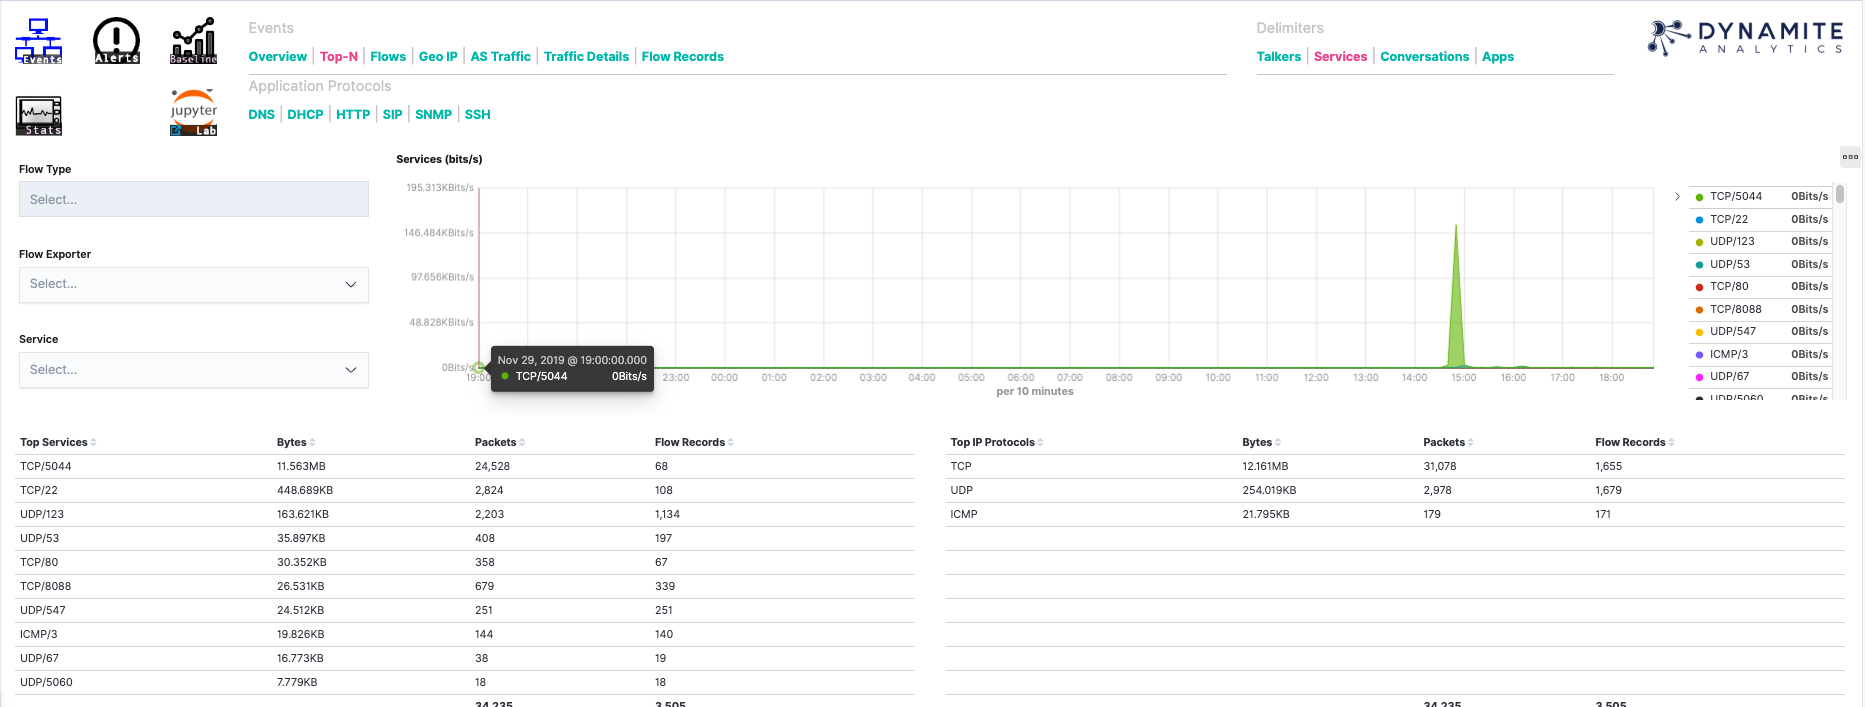 Events
Alerts
Baseline
Stats
jupyter
Lab
Events
Overview | Top-N | Flows | Geo IP | AS Traffic | Traffic Details | Flow Records
Application Protocols
DNS | DHCP | HTTP | SIP | SNMP | SSH
Delimiters
Talkers | Services | Conversations | Apps
DYNAMITE
ANALYTICS
Flow Type
Select...
Flow Exporter
Select...
Service
Select...
Services (bits/s)
195.313KBits/s
146.484KBits/s
97.656KBits/s
48.828KBits/s
0Bits/s
19:00 23:00 00:00 01:00 02:00 03:00 04:00 05:00 06:00 07:00 08:00 09:00 10:00 11:00 12:00 13:00 14:00 15:00 16:00 17:00 18:00
per 10 minutes
Nov 29, 2019 @ 19:00:00.000
TCP/5044 0Bits/s
TCP/5044 0Bits/s
TCP/22 0Bits/s
UDP/123 0Bits/s
UDP/53 0Bits/s
TCP/80 0Bits/s
TCP/8088 0Bits/s
UDP/547 0Bits/s
ICMP/3 0Bits/s
UDP/67 0Bits/s
UDP/5060 0Bits/s
Top Services Bytes Packets Flow Records
TCP/5044 11.563MB 24,528 68
TCP/22 448.689KB 2,824 108
UDP/123 163.621KB 2,203 1,134
UDP/53 35.897KB 408 197
TCP/80 30.352KB 358 67
TCP/8088 26.531KB 679 339
UDP/547 24.512KB 251 251
ICMP/3 19.826KB 144 140
UDP/67 16.773KB 38 19
UDP/5060 7.779KB 18 18
34,235 3,505
Top IP Protocols Bytes Packets Flow Records
TCP 12.161MB 31,078 1,655
UDP 254.019KB 2,978 1,679
ICMP 21.795KB 179 171
34,235 3,505